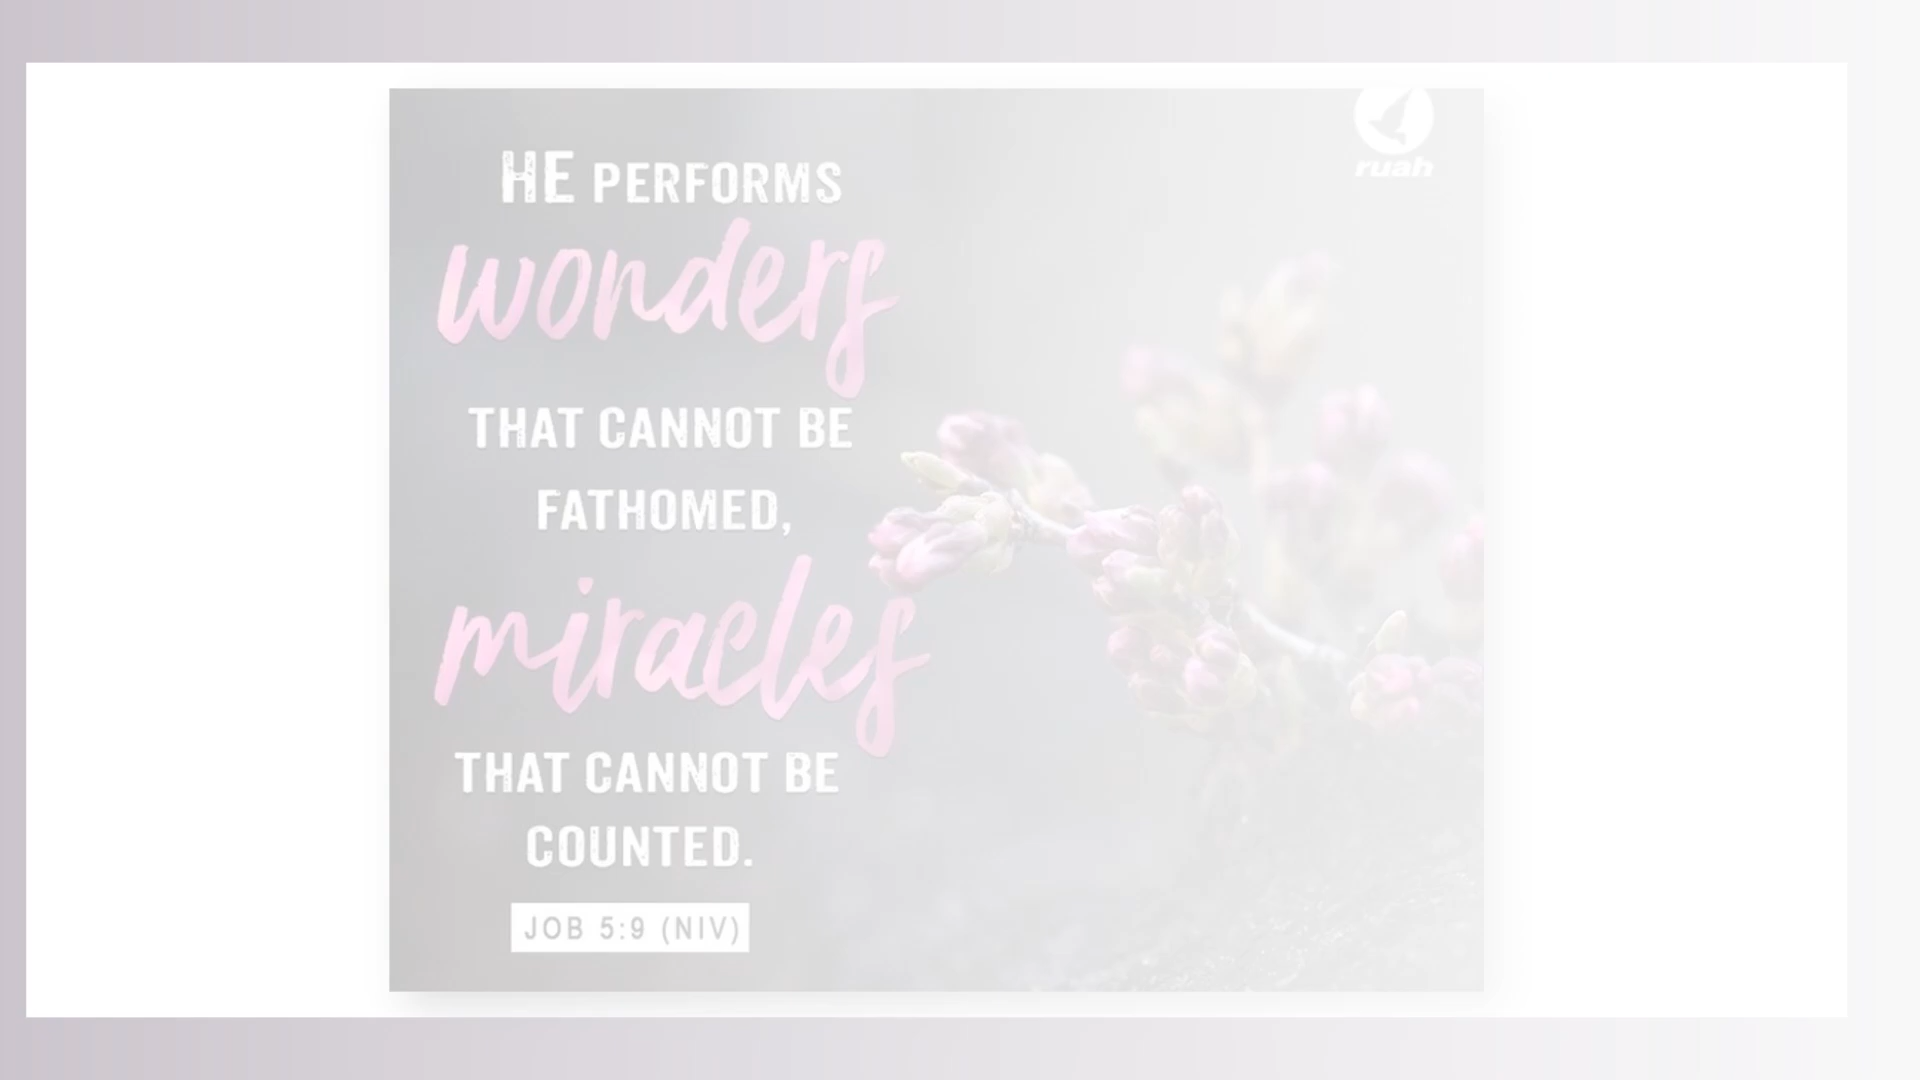 ruah
HE PERFORMS
wonders
THAT CANNOT BE
FATHOMED,
miracles
THAT CANNOT BE
COUNTED.
JOB 5:9 (NIV)